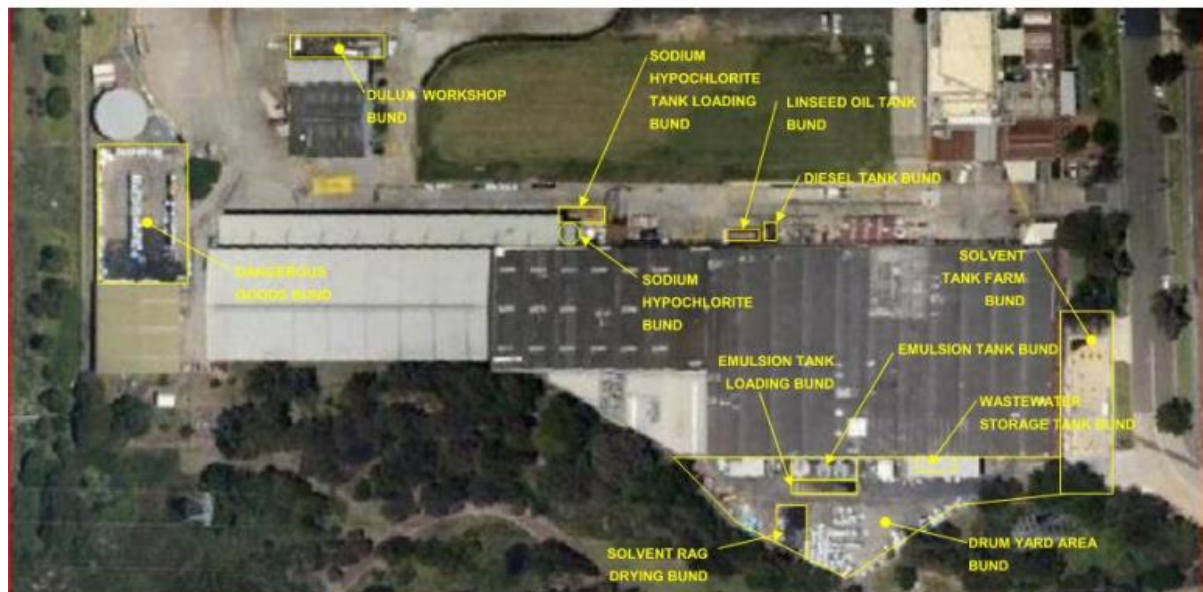 DULUX WORKSHOP
BUND
SODIUM
HYPOCHLORITE
TANK LOADING
BUND
LINSEED OIL TANK
BUND
DIESEL TANK BUND
DANGEROUS
GOODS BUND
SODIUM
HYPOCHLORITE
BUND
SOLVENT
TANK FARM
BUND
EMULSION TANK
LOADING BUND
EMULSION TANK BUND
WASTEWATER
STORAGE TANK BUND
SOLVENT RAG
DRYING BUND
DRUM YARD AREA
BUND